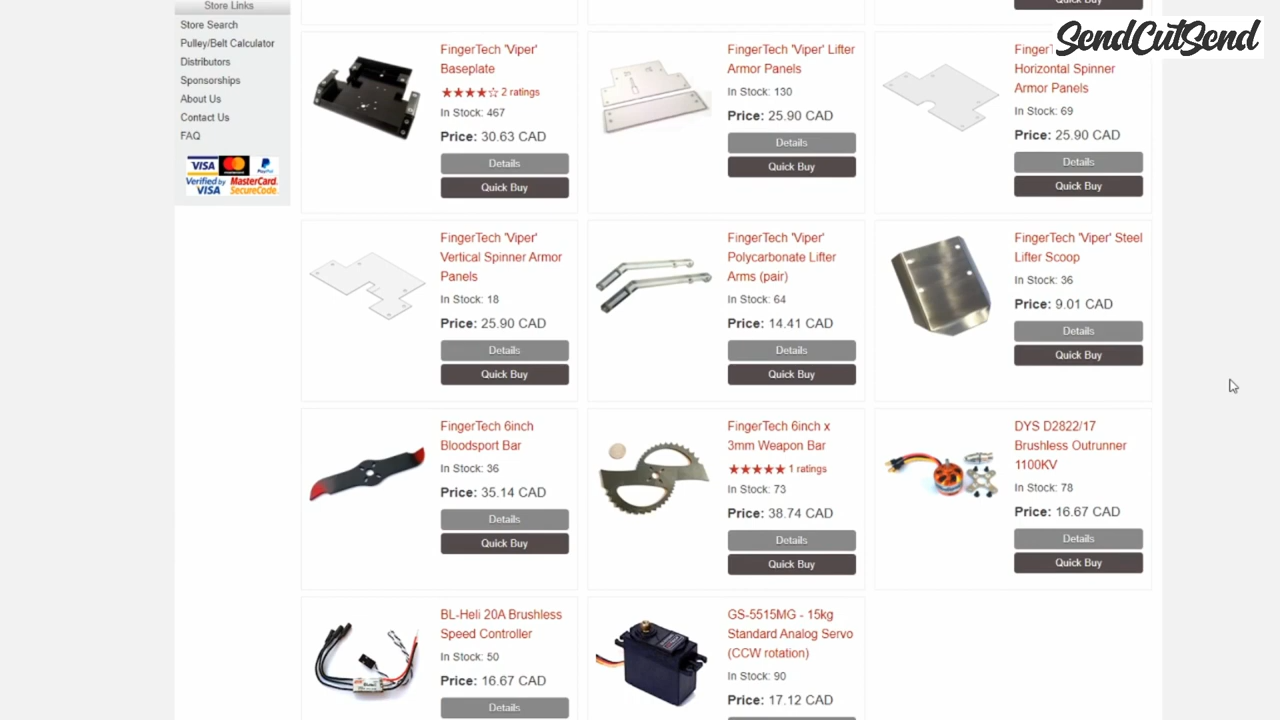 Store Links
Store Search
Pulley/Belt Calculator
Distributors
Sponsorships
About Us
Contact Us
FAQ
VISA
MasterCard
PayPal
Verified by
VISA
MasterCard.
SecureCode.
SendCutSend
Quick Buy
FingerTech 'Viper'
Baseplate
★★★★☆ 2 ratings
In Stock: 467
Price: 30.63 CAD
Details
Quick Buy
FingerTech 'Viper' Lifter
Armor Panels
In Stock: 130
Price: 25.90 CAD
Details
Quick Buy
Horizontal Spinner
Armor Panels
In Stock: 69
Price: 25.90 CAD
Details
Quick Buy
FingerTech 'Viper'
Vertical Spinner Armor
Panels
In Stock: 18
Price: 25.90 CAD
Details
Quick Buy
FingerTech 'Viper'
Polycarbonate Lifter
Arms (pair)
In Stock: 64
Price: 14.41 CAD
Details
Quick Buy
FingerTech 'Viper' Steel
Lifter Scoop
In Stock: 36
Price: 9.01 CAD
Details
Quick Buy
FingerTech 6inch
Bloodsport Bar
In Stock: 36
Price: 35.14 CAD
Details
Quick Buy
FingerTech 6inch x
3mm Weapon Bar
★★★★★ 1 ratings
In Stock: 73
Price: 38.74 CAD
Details
Quick Buy
DYS D2822/17
Brushless Outrunner
1100KV
In Stock: 78
Price: 16.67 CAD
Details
Quick Buy
BL-Heli 20A Brushless
Speed Controller
In Stock: 50
Price: 16.67 CAD
Details
GS-5515MG - 15kg
Standard Analog Servo
(CCW rotation)
In Stock: 90
Price: 17.12 CAD